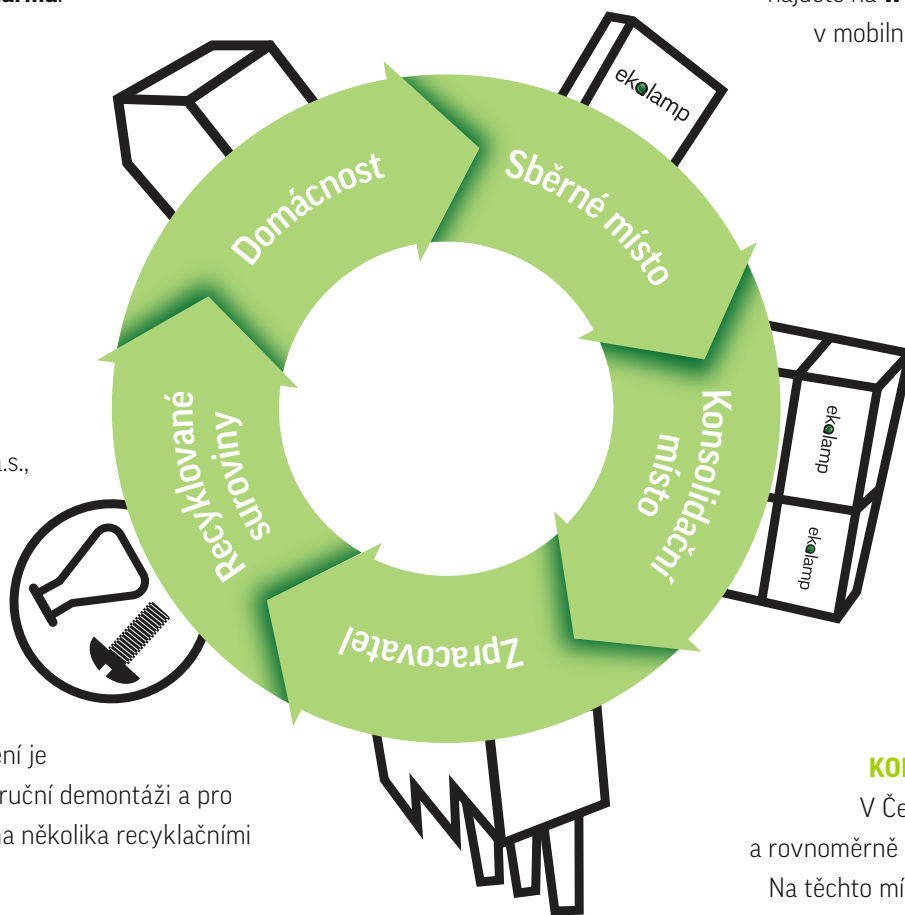 v mobiln
ekolamp
Domácnost
Sběrné místo
Konsolidační
místo
ekolamp
ekolamp
Zpracovatel
Recyklované
suroviny
a.s.,
ení je
ruční demontáži a pro
na několika recyklačními
KO
V Če
a rovnoměrně
Na těchto mí